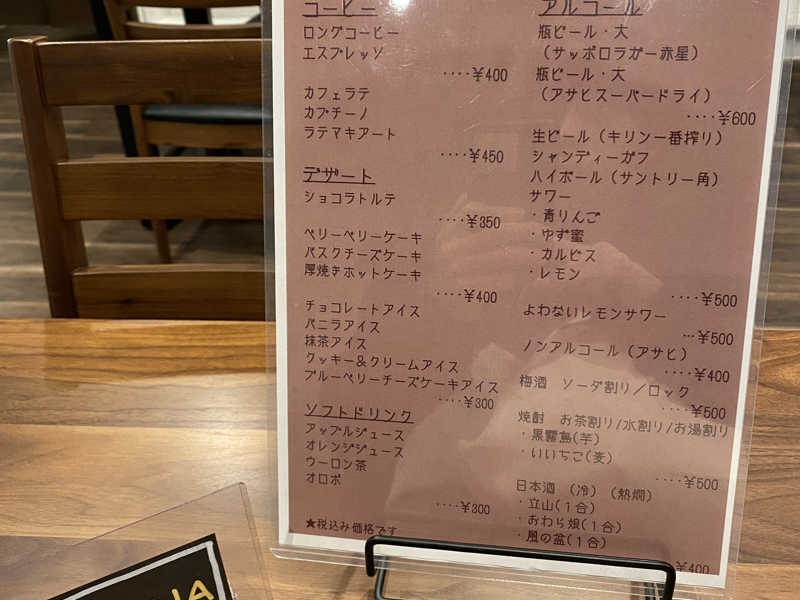 コーヒー
ロングコーヒー
エスプレッソ
‥‥¥400
カフェラテ
カプチーノ
ラテマキアート
‥‥¥450
デザート
ショコラトルテ
‥‥¥350
ベリーベリーケーキ
バスクチーズケーキ
厚焼きホットケーキ
‥‥¥400
チョコレートアイス
バニラアイス
抹茶アイス
クッキー&クリームアイス
ブルーベリーチーズケーキアイス
‥‥¥300
ソフトドリンク
アップルジュース
オレンジジュース
ウーロン茶
オロポ
‥‥¥300
★税込み価格です
アルコール
瓶ビール・大
（サッポロラガー赤星）
瓶ビール・大
（アサヒスーパードライ）
‥‥¥600
生ビール（キリン一番搾り）
シャンディーガフ
ハイボール（サントリー角）
サワー
・青りんご
・ゆず蜜
・カルピス
・レモン
‥‥¥500
よわないレモンサワー
…¥500
ノンアルコール（アサヒ）
‥‥¥400
梅酒　ソーダ割り／ロック
‥‥¥500
焼酎　お茶割り/水割り/お湯割り
・黒霧島(芋)
・いいちこ(麦)
‥‥¥500
日本酒　（冷）（熱燗）
・立山(１合)
・おわら娘(１合)
・風の盆(１合)
¥400